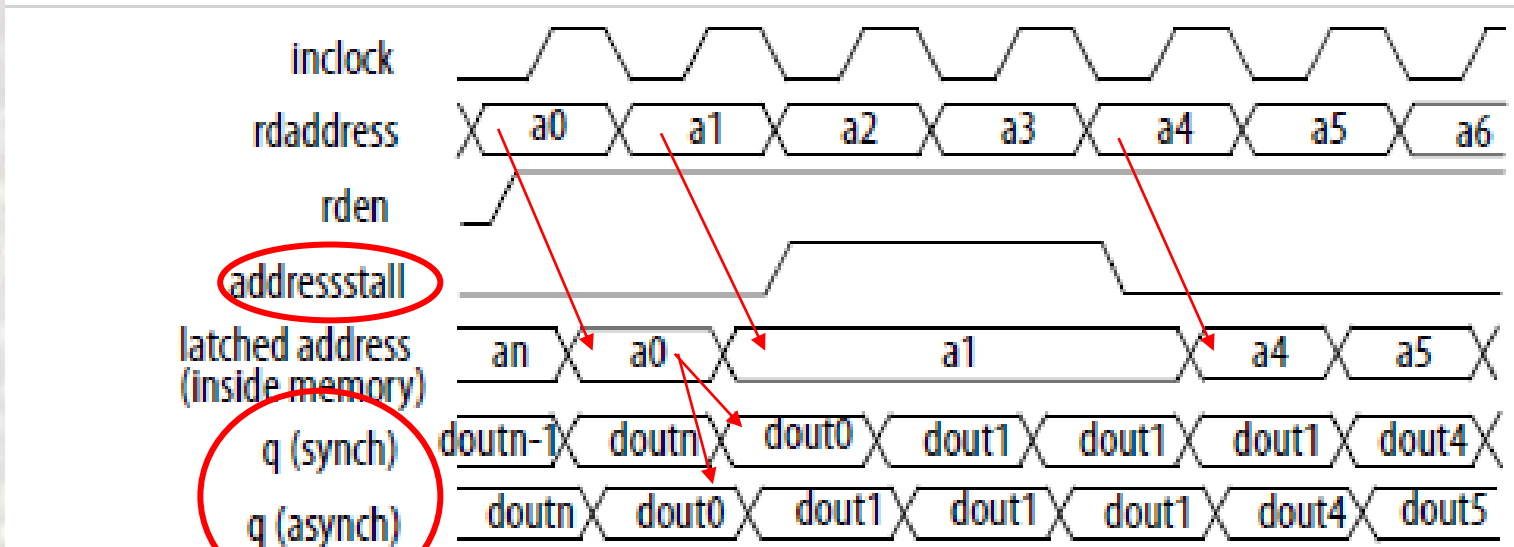 inclock
rdaddress a0 a1 a2 a3 a4 a5 a6
rden
addressstall
latched address an a0 a1 a4 a5
(inside memory)
q (synch) doutn-1 doutn dout0 dout1 dout1 dout1 dout4
q (asynch) doutn dout0 dout1 dout1 dout1 dout4 dout5